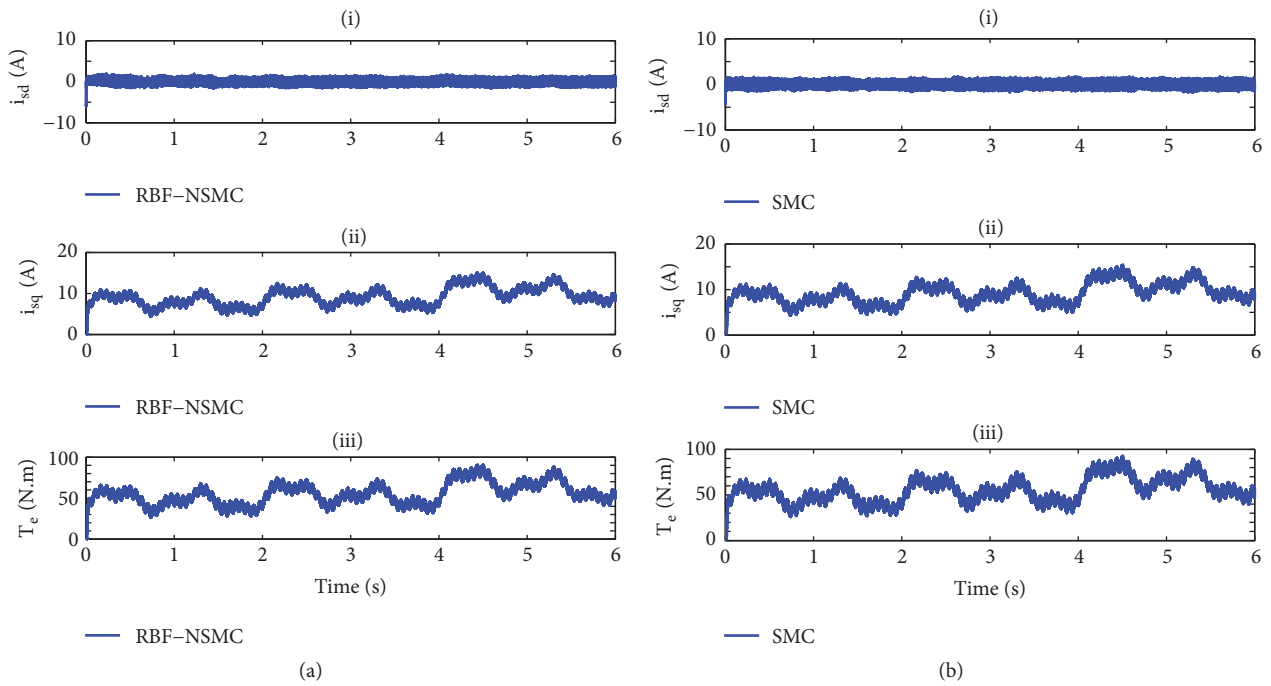 (i)
10
0
−10
i_sd (A)
0 1 2 3 4 5 6
RBF−NSMC
(ii)
20
10
0
i_sq (A)
0 1 2 3 4 5 6
RBF−NSMC
(iii)
100
50
0
T_e (N.m)
0 1 2 3 4 5 6
Time (s)
RBF−NSMC
(a)
(i)
10
0
−10
i_sd (A)
0 1 2 3 4 5 6
SMC
(ii)
20
10
0
i_sq (A)
0 1 2 3 4 5 6
SMC
(iii)
100
50
0
T_e (N.m)
0 1 2 3 4 5 6
Time (s)
SMC
(b)